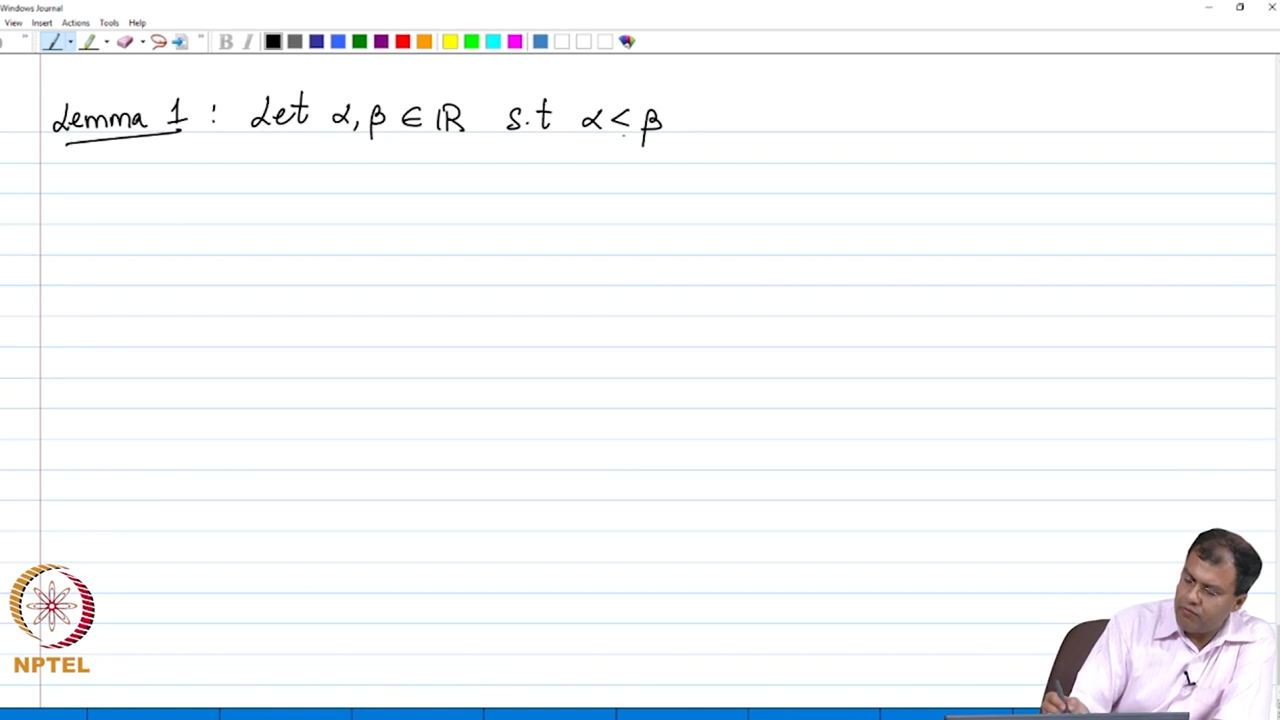 Windows Journal
View Insert Actions Tools Help
B I
Lemma 1 : Let α, β ∈ ℝ s.t α < β
NPTEL